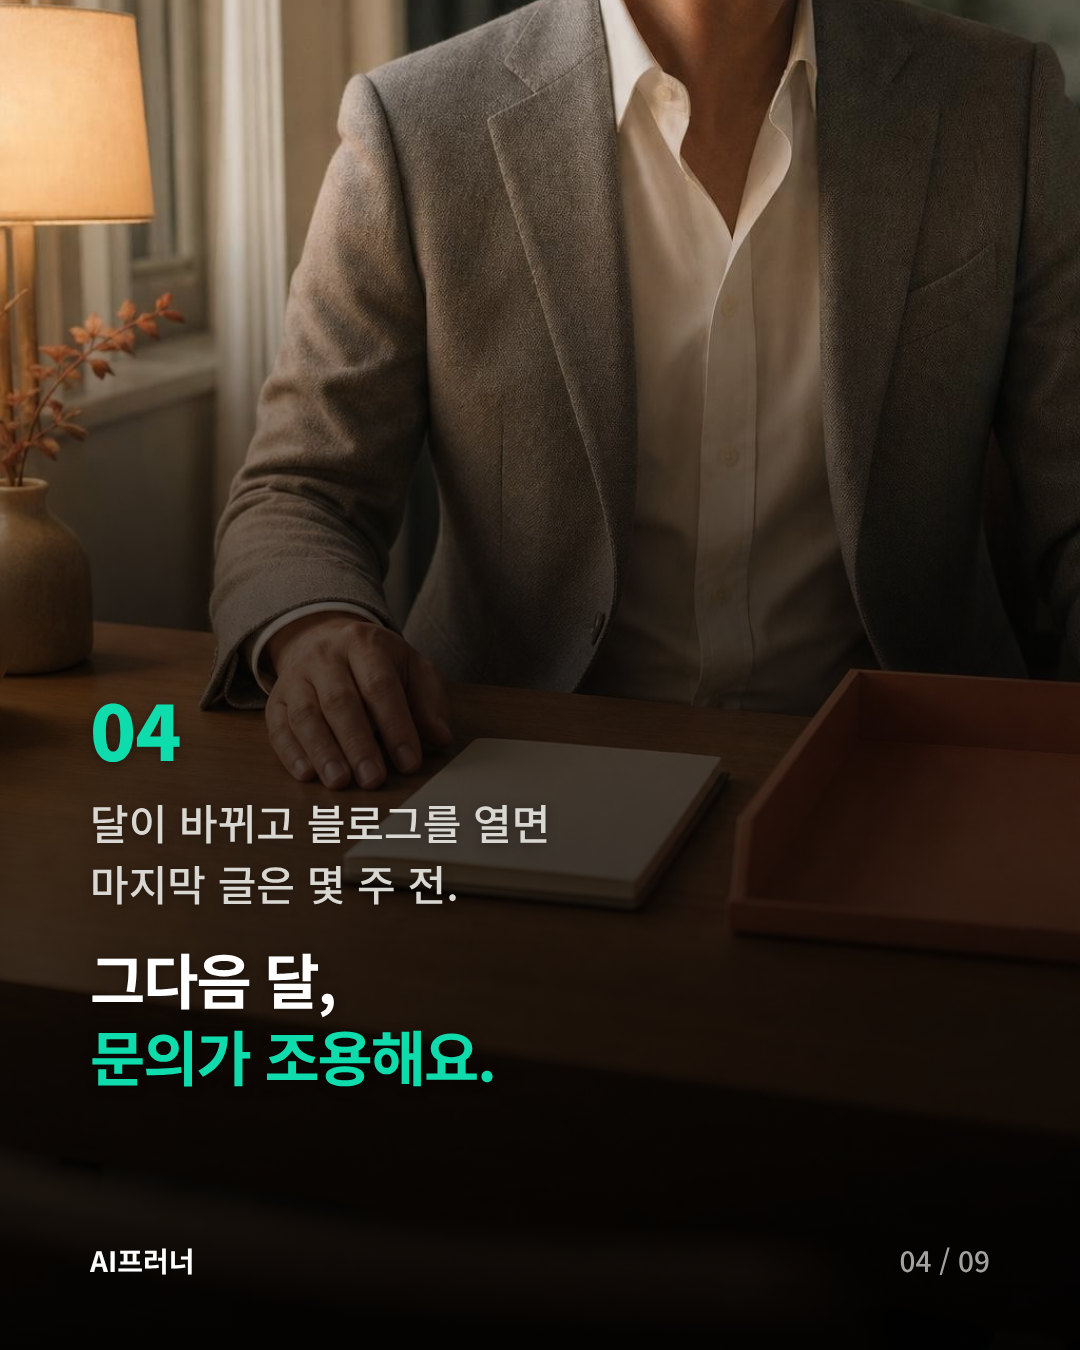 04
달이 바뀌고 블로그를 열면
마지막 글은 몇 주 전.
그다음 달,
문의가 조용해요.
AI프러너
04 / 09